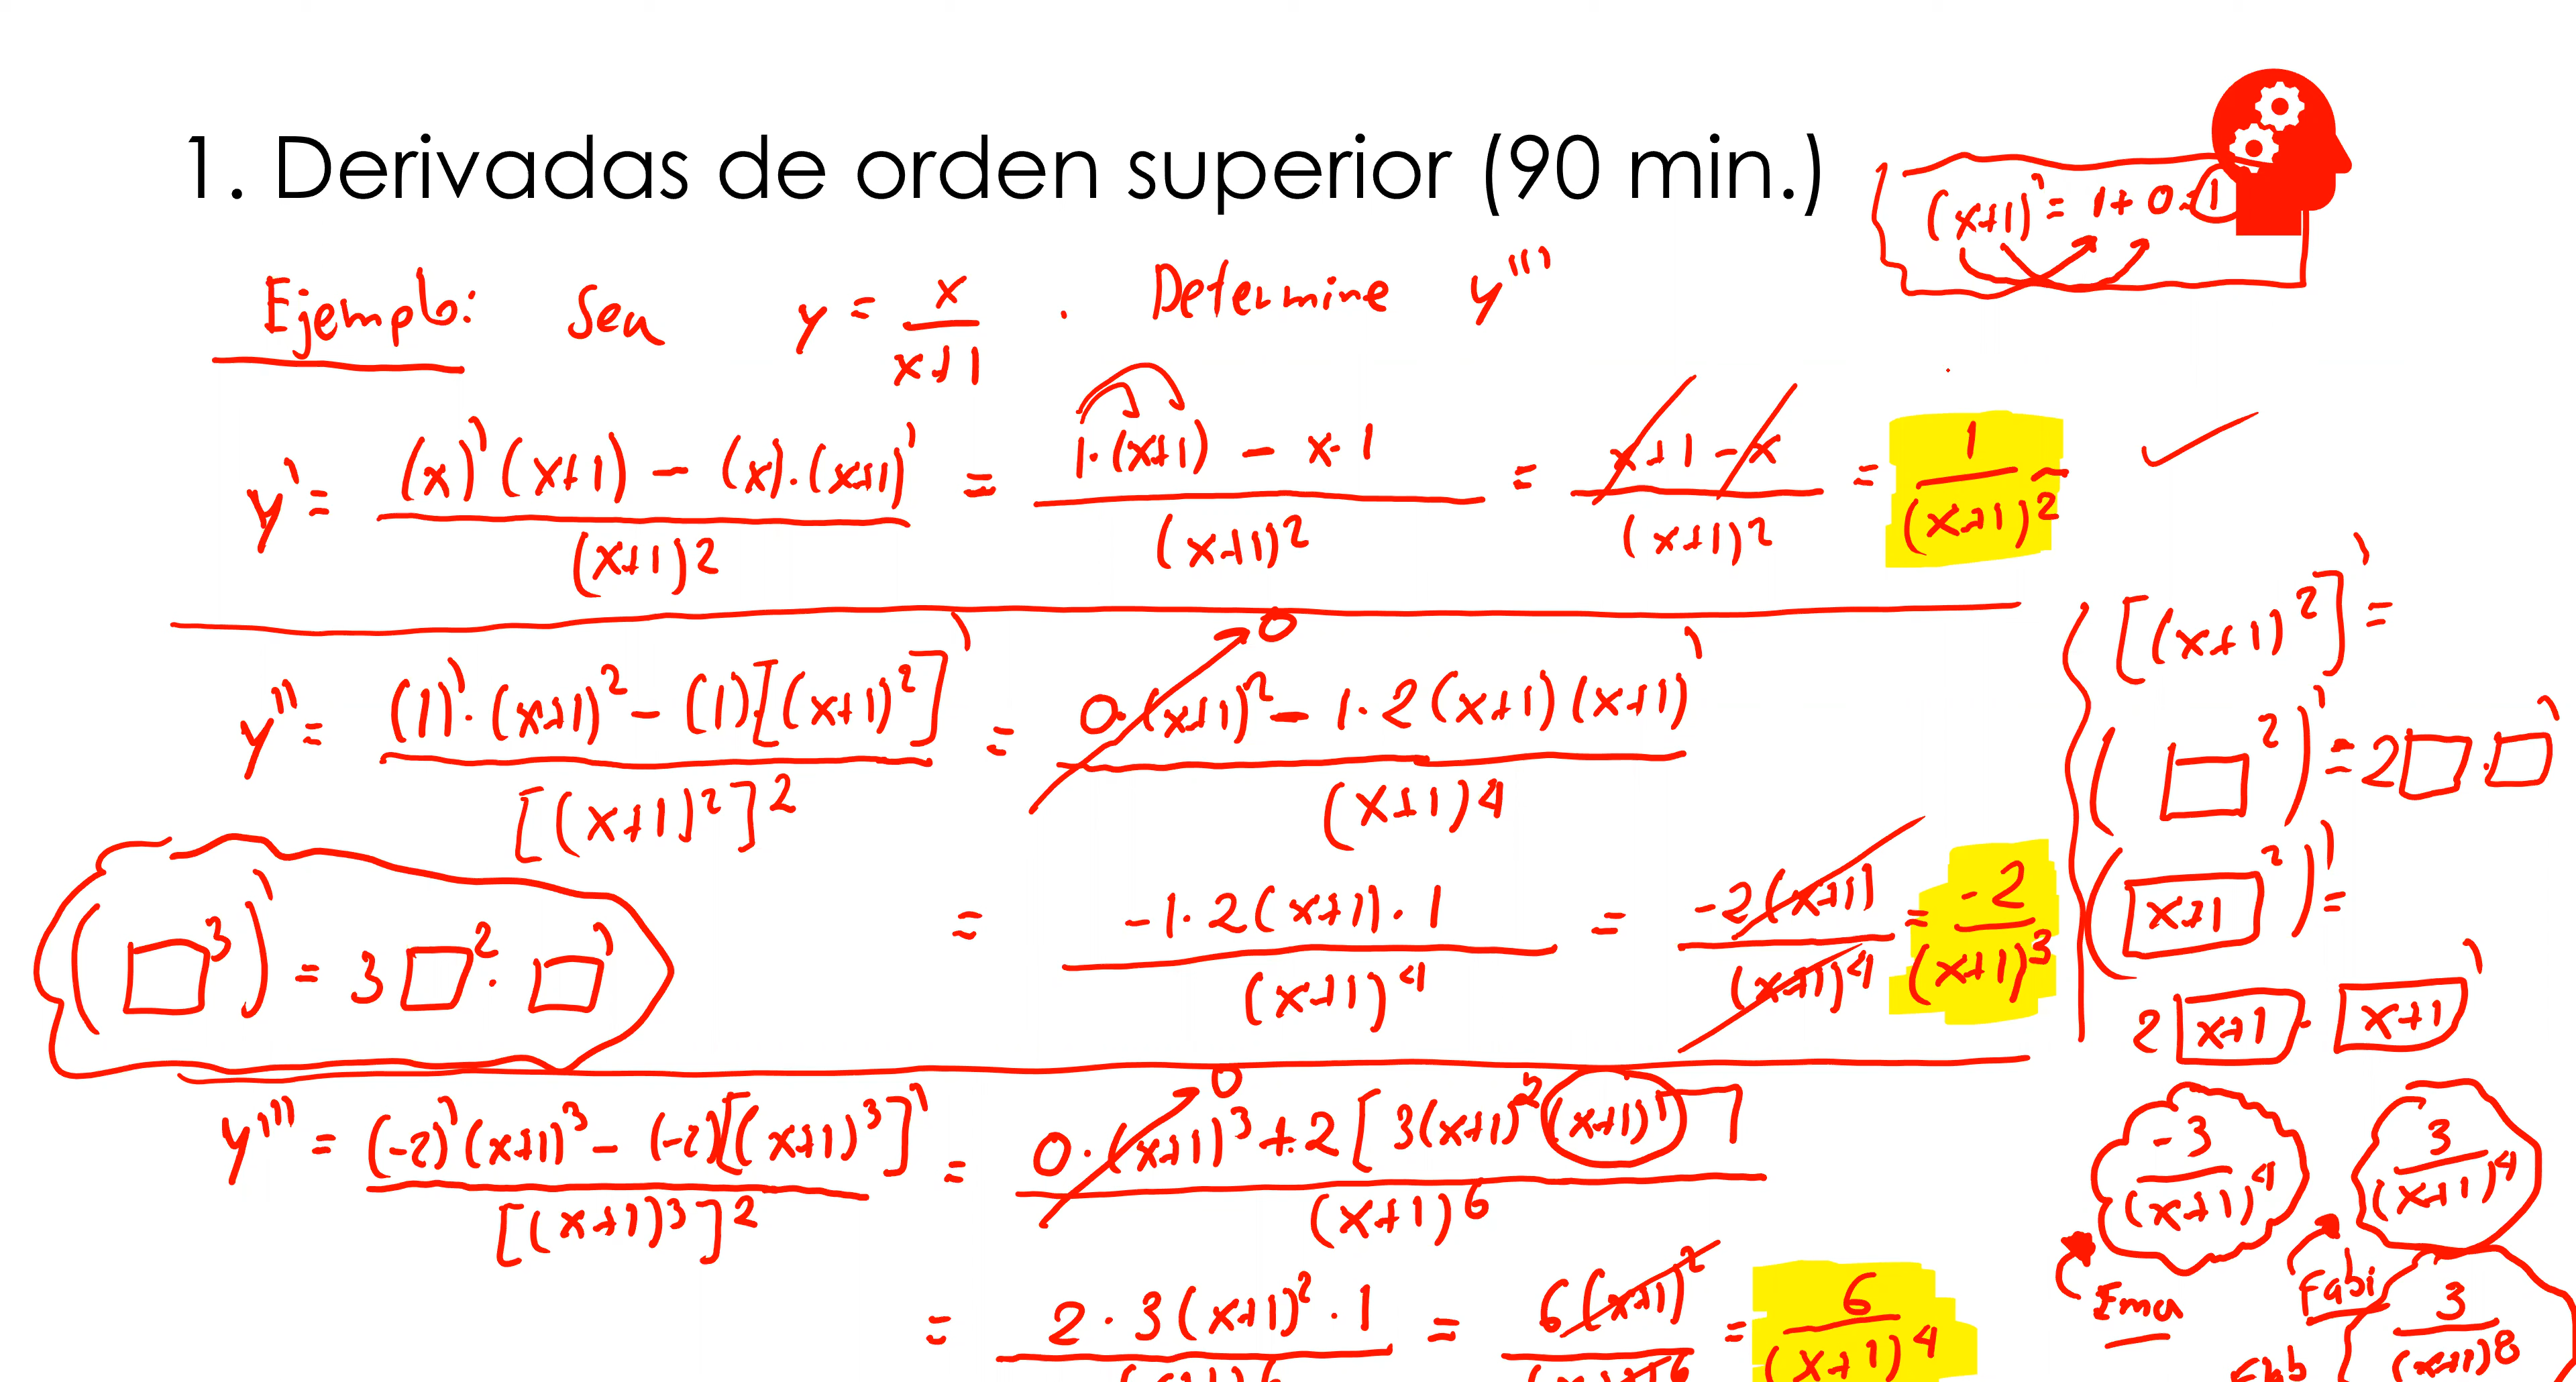 1. Derivadas de orden superior (90 min.)
(x+1)' = 1 + 0 = 1
Ejemplo: Sea y = x/(x+1) . Determine y'''
y' = ((x)'(x+1) - (x)·(x+1)')/(x+1)^2 = (1·(x+1) - x·1)/(x+1)^2 = (x+1-x)/(x+1)^2 = 1/(x+1)^2
y'' = ((1)'·(x+1)^2 - (1)·[(x+1)^2]')/[(x+1)^2]^2 = (0·(x+1)^2 - 1·2(x+1)(x+1)')/(x+1)^4
0
= (-1·2(x+1)·1)/(x+1)^4 = (-2(x+1))/(x+1)^4 = -2/(x+1)^3
[(x+1)^2]' =
(□^2)' = 2□·□'
(x+1^2)' =
2 x+1 · x+1'
(□^3)' = 3□^2·□'
y''' = ((-2)'(x+1)^3 - (-2)[(x+1)^3]')/[(x+1)^3]^2 = (0·(x+1)^3 + 2[3(x+1)^2(x+1)'])/(x+1)^6
0
= (2·3(x+1)^2·1)/(x+1)^6 = (6(x+1)^2)/(x+1)^6 = 6/(x+1)^4
-3/(x+1)^4
Ema
3/(x+1)^4
Fabi
3/(x+1)^8